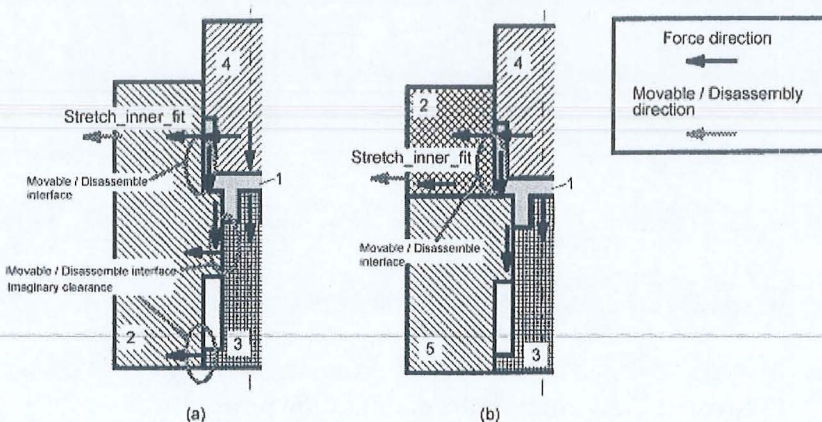 4
Stretch_inner_fit
Movable / Disassemble
interface
1
Movable / Disassemble interface
Imaginary clearance
2
3
(a)
4
2
Stretch_inner_fit
1
Movable / Disassemble
interface
5
3
(b)
Force direction
Movable / Disassembly
direction